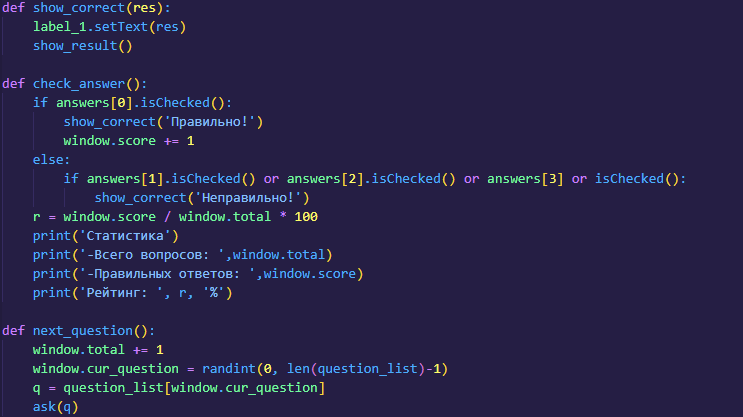 def show_correct(res):
    label_1.setText(res)
    show_result()

def check_answer():
    if answers[0].isChecked():
        show_correct('Правильно!')
        window.score += 1
    else:
        if answers[1].isChecked() or answers[2].isChecked() or answers[3] or isChecked():
            show_correct('Неправильно!')
    r = window.score / window.total * 100
    print('Статистика')
    print('-Всего вопросов: ',window.total)
    print('-Правильных ответов: ',window.score)
    print('Рейтинг: ', r, '%')

def next_question():
    window.total += 1
    window.cur_question = randint(0, len(question_list)-1)
    q = question_list[window.cur_question]
    ask(q)